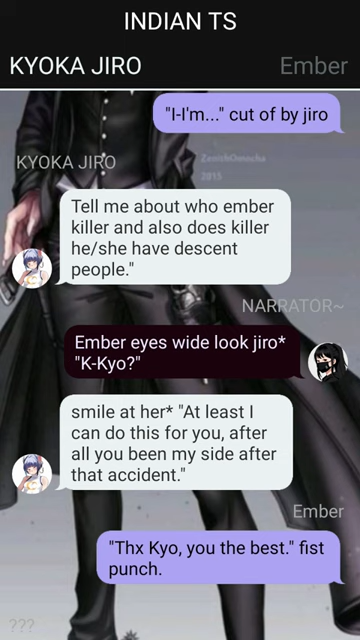 INDIAN TS
KYOKA JIRO
Ember
"I-I'm..." cut of by jiro
KYOKA JIRO
ZenithOmocha
2015
Tell me about who ember
killer and also does killer
he/she have descent
people."
NARRATOR~
Ember eyes wide look jiro*
"K-Kyo?"
smile at her* "At least I
can do this for you, after
all you been my side after
that accident."
Ember
"Thx Kyo, you the best." fist
punch.
???